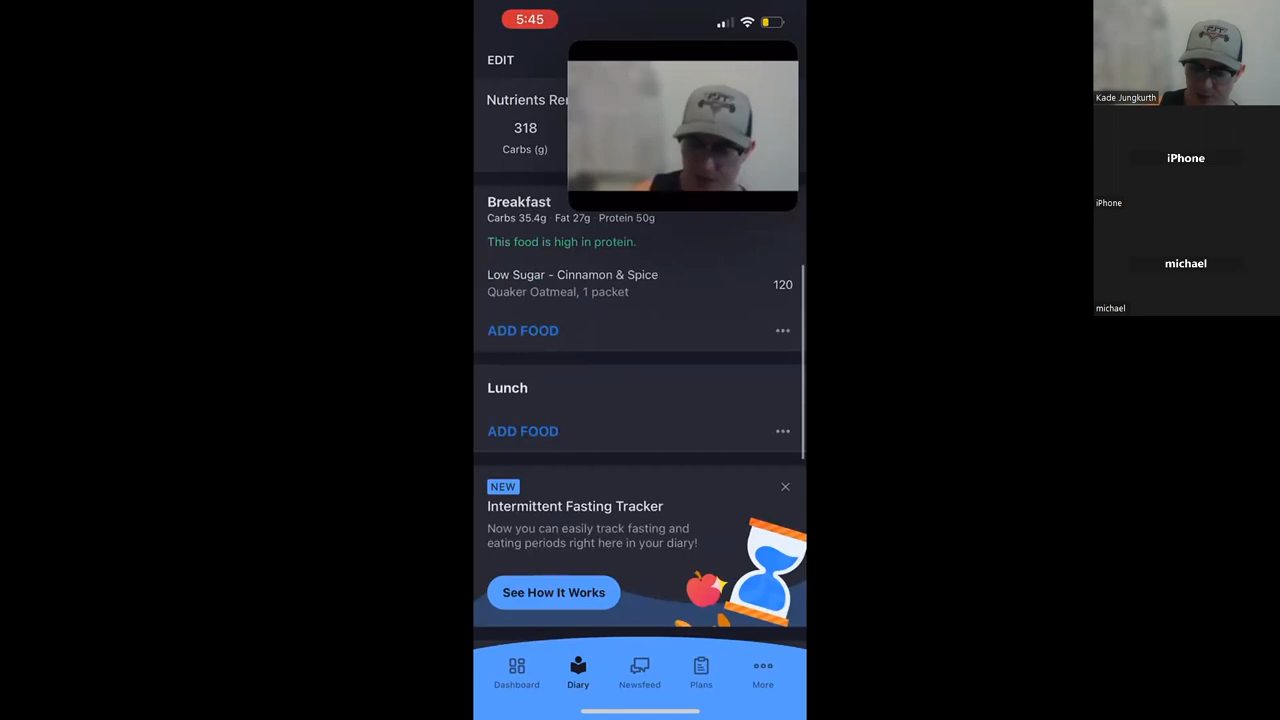 5:45
EDIT
Nutrients Re
318
Carbs (g)
Breakfast
Carbs 35.4g · Fat 27g · Protein 50g
This food is high in protein.
Low Sugar - Cinnamon & Spice
Quaker Oatmeal, 1 packet
120
ADD FOOD
Lunch
ADD FOOD
NEW
Intermittent Fasting Tracker
Now you can easily track fasting and
eating periods right here in your diary!
See How It Works
Dashboard
Diary
Newsfeed
Plans
More
Kade Jungkurth
iPhone
iPhone
michael
michael